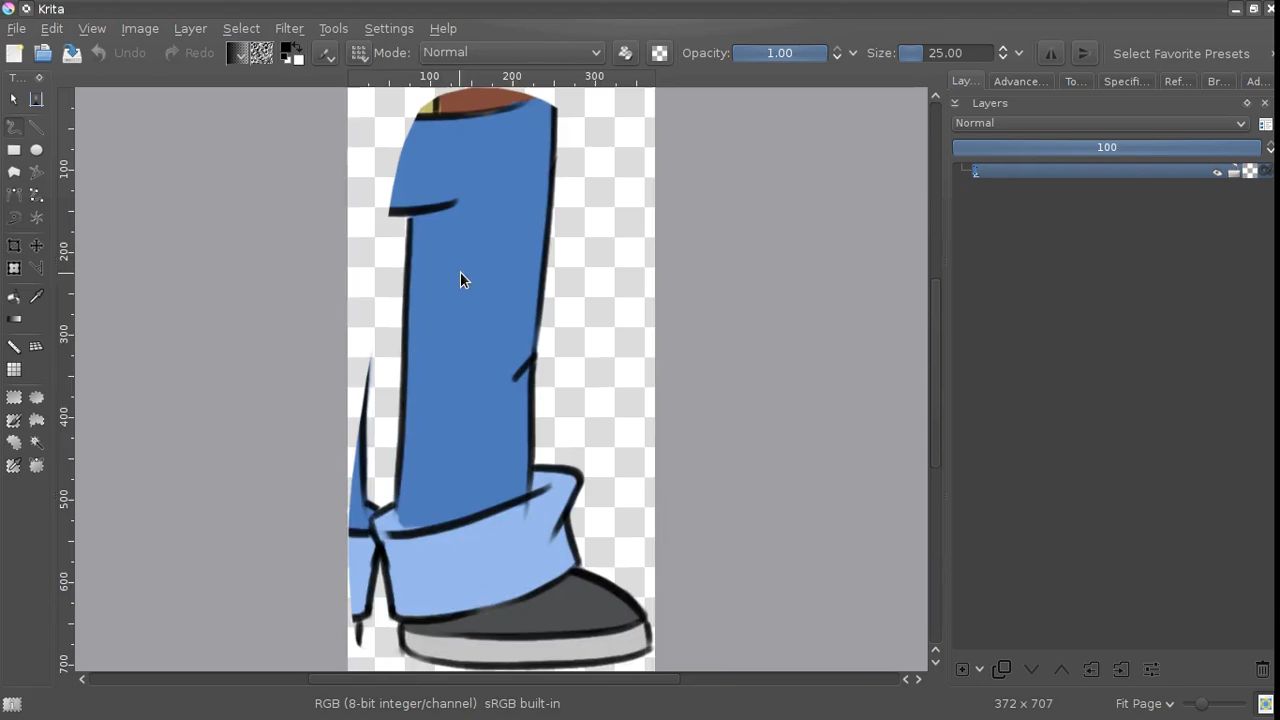 Krita
File Edit View Image Layer Select Filter Tools Settings Help
Undo Redo Mode: Normal Opacity: 1.00 Size: 25.00 Select Favorite Presets
T... 100 200 300 Lay... Advance... To... Specifi... Ref... Br... Ad...
Layers
Normal
100
100
200
300
400
500
600
700
RGB (8-bit integer/channel) sRGB built-in 372 x 707 Fit Page